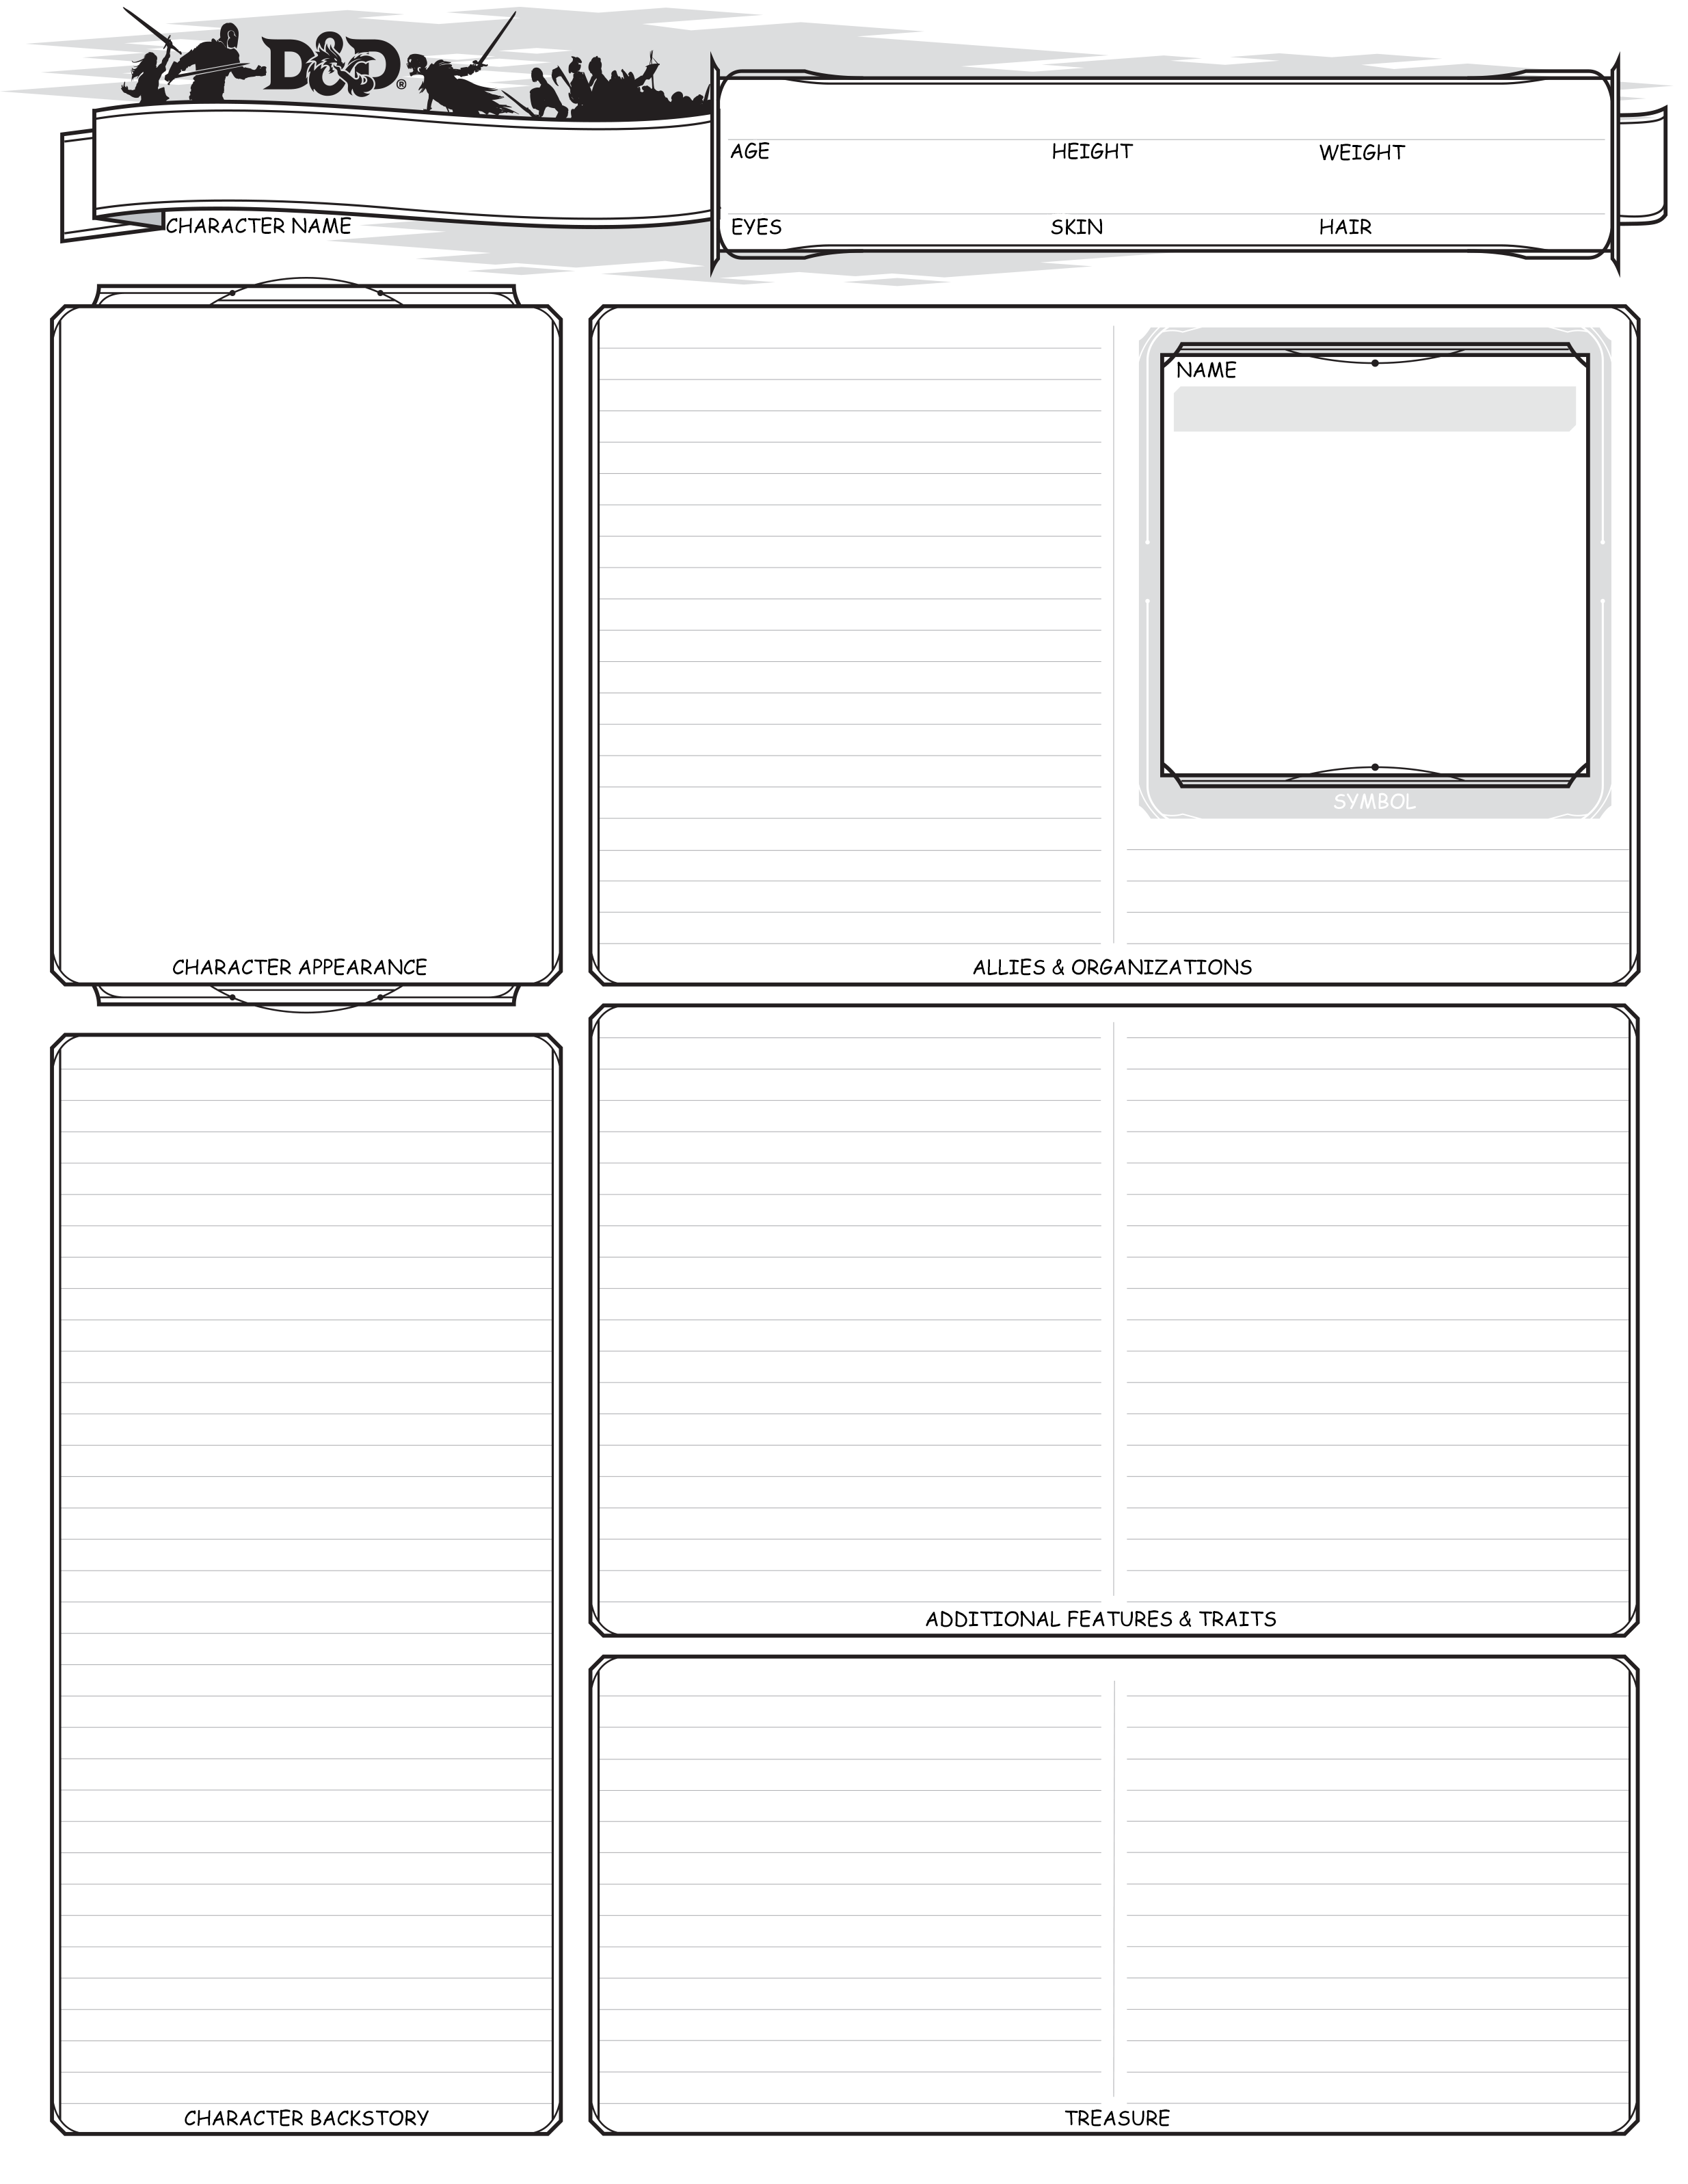 D&D®
AGE HEIGHT WEIGHT
CHARACTER NAME
EYES SKIN HAIR
NAME
SYMBOL
CHARACTER APPEARANCE
ALLIES & ORGANIZATIONS
ADDITIONAL FEATURES & TRAITS
CHARACTER BACKSTORY
TREASURE